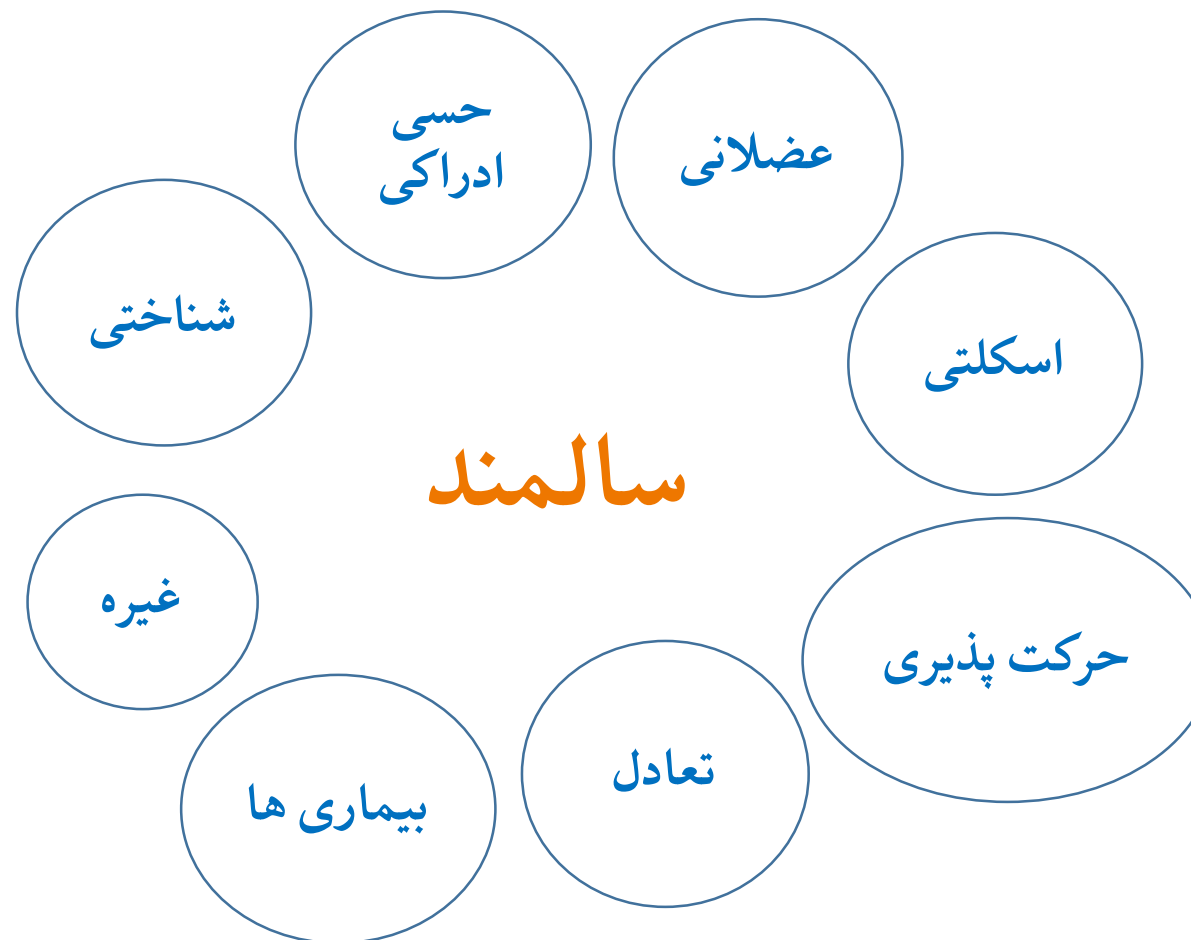 حسی
ادراکی
عضلانی
شناختی
اسکلتی
سالمند
غیره
حرکت پذیری
تعادل
بیماری ها